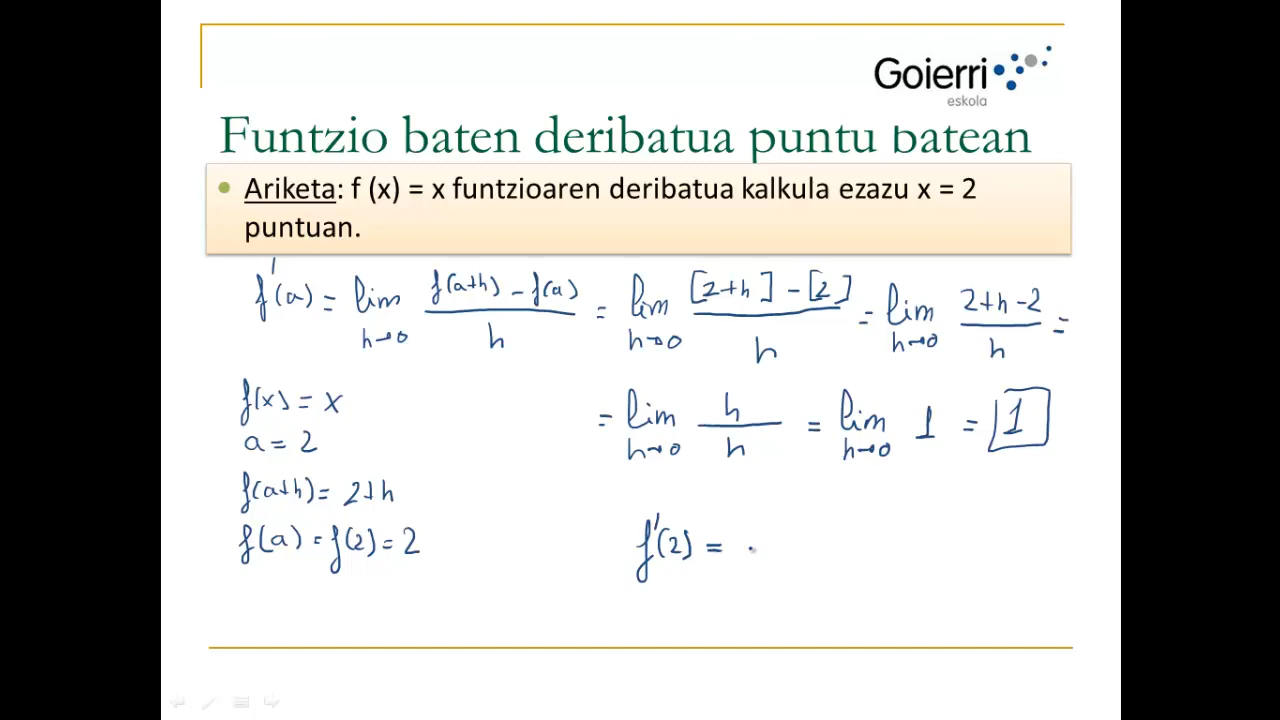 Goierri
eskola
Funtzio baten deribatua puntu batean
Ariketa: f (x) = x funtzioaren deribatua kalkula ezazu x = 2
puntuan.
f'(a) = lim h→0 f(a+h) - f(a) / h = lim h→0 [2+h] - [2] / h = lim h→0 2+h-2 / h =
= lim h→0 h / h = lim h→0 1 = 1
f(x) = x
a = 2
f(a+h) = 2+h
f(a) = f(2) = 2
f'(2) =